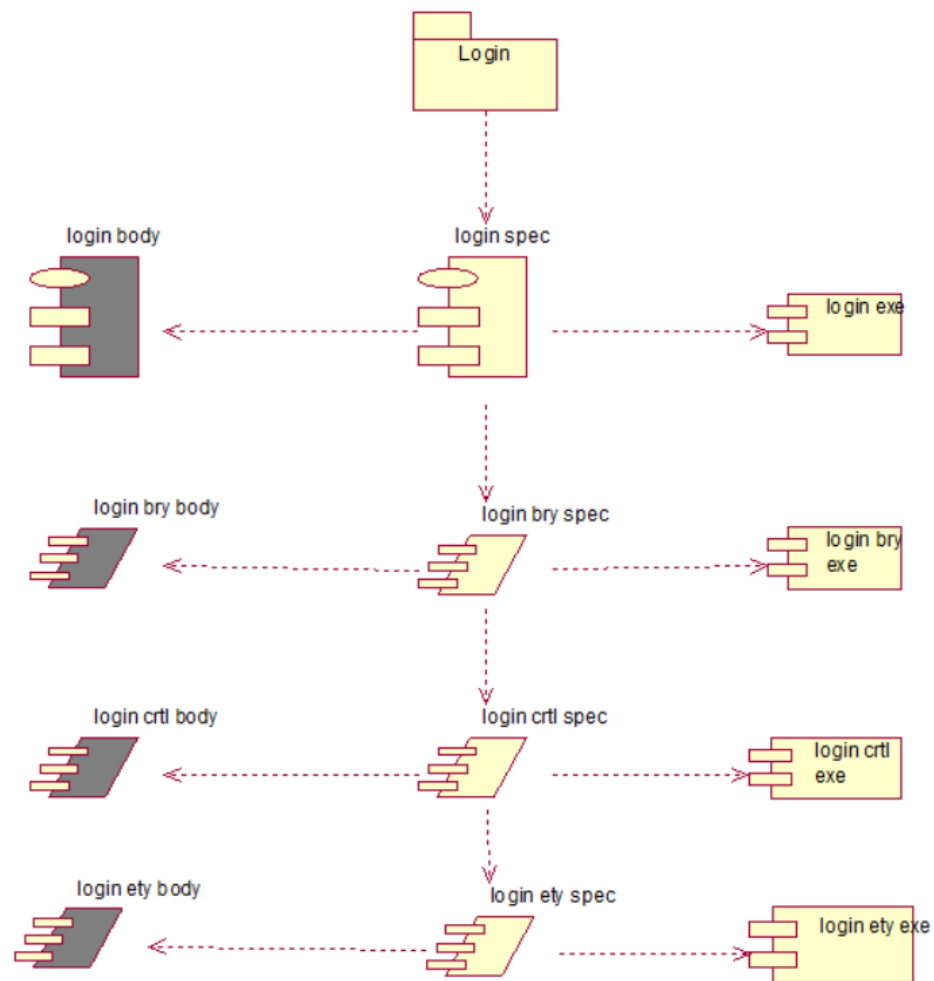 Login
login body
login spec
login exe
login bry body
login bry spec
login bry
exe
login crtl body
login crtl spec
login crtl
exe
login ety body
login ety spec
login ety exe